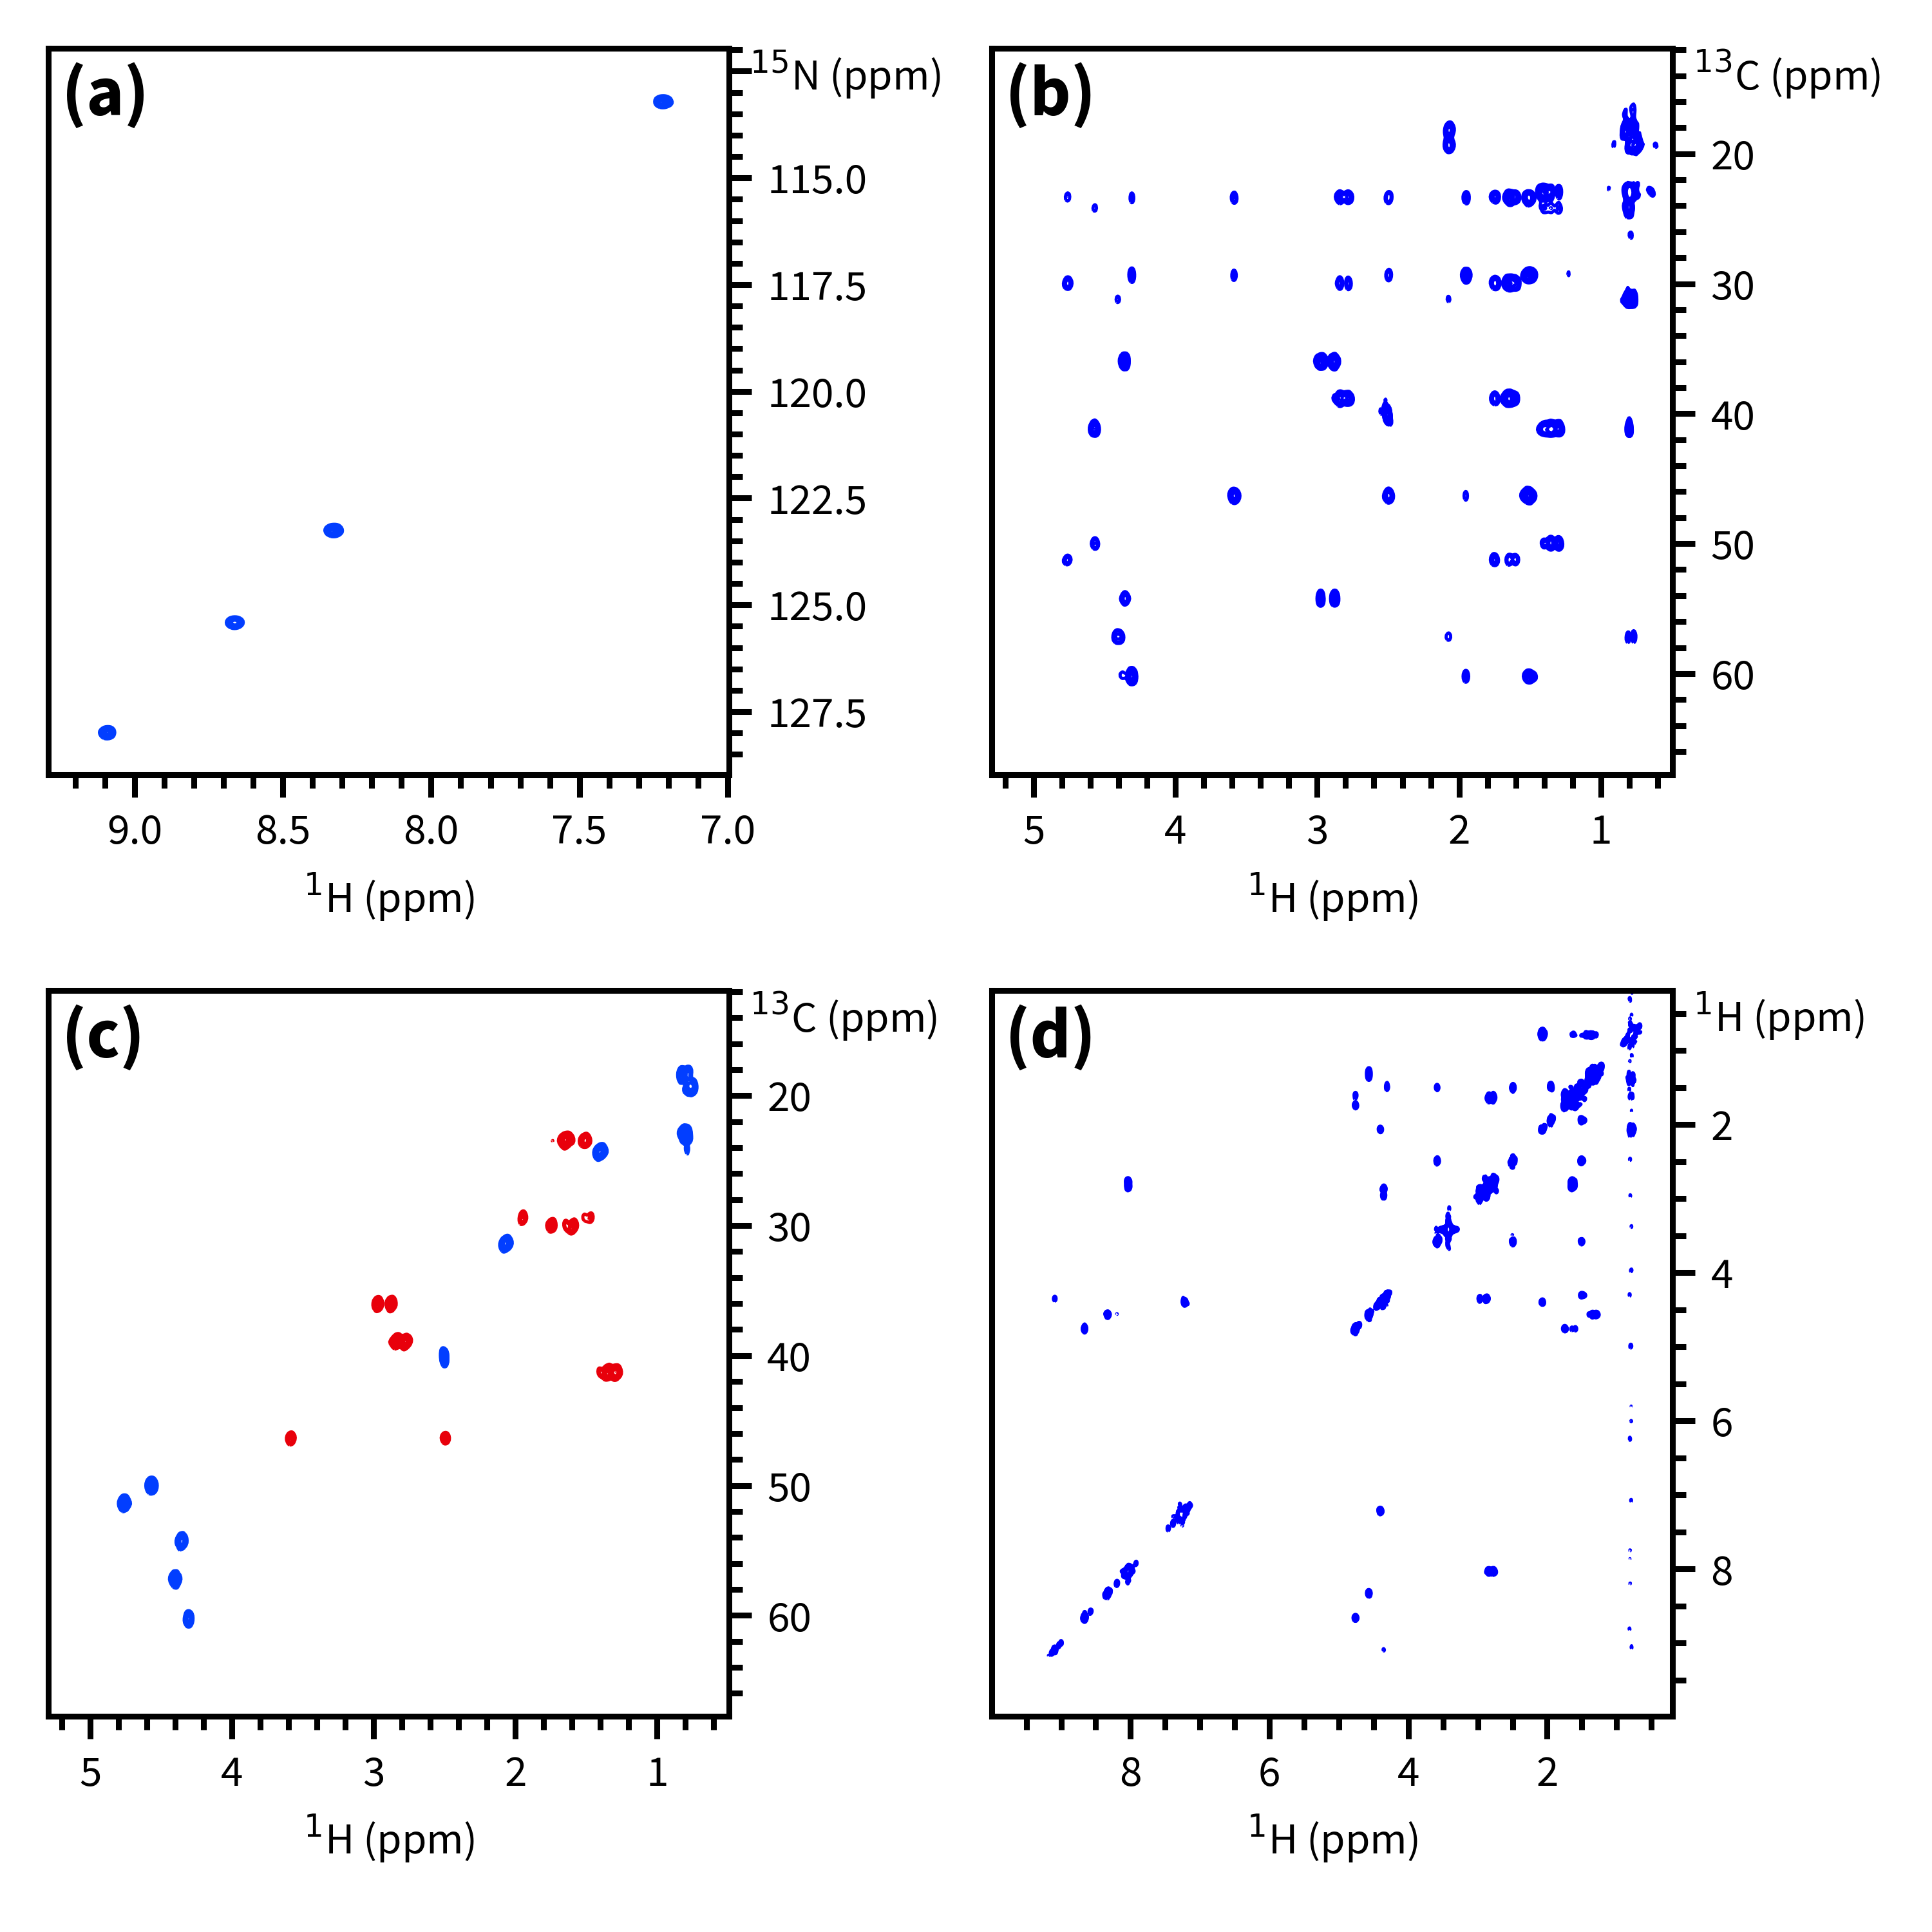 (a)
¹⁵N (ppm)
115.0
117.5
120.0
122.5
125.0
127.5
9.0 8.5 8.0 7.5 7.0
¹H (ppm)
(b)
¹³C (ppm)
20
30
40
50
60
5 4 3 2 1
¹H (ppm)
(c)
¹³C (ppm)
20
30
40
50
60
5 4 3 2 1
¹H (ppm)
(d)
¹H (ppm)
2
4
6
8
8 6 4 2
¹H (ppm)